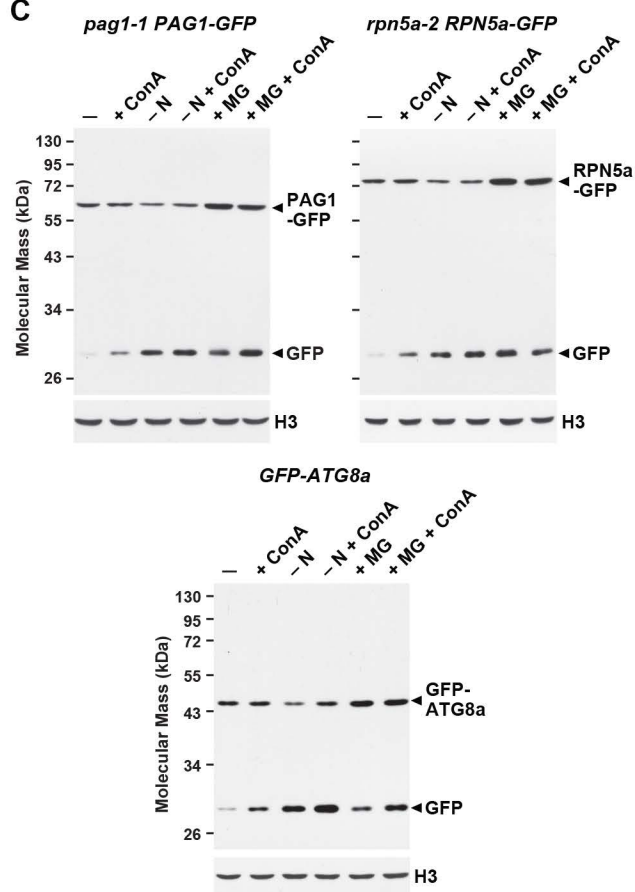 C
pag1-1 PAG1-GFP
rpn5a-2 RPN5a-GFP
— + ConA – N – N + ConA + MG + MG + ConA
— + ConA – N – N + ConA + MG + MG + ConA
Molecular Mass (kDa)
130
95
72
55
43
34
26
PAG1
-GFP
GFP
H3
RPN5a
-GFP
GFP
H3
GFP-ATG8a
— + ConA – N – N + ConA + MG + MG + ConA
Molecular Mass (kDa)
130
95
72
55
43
34
26
GFP-
ATG8a
GFP
H3